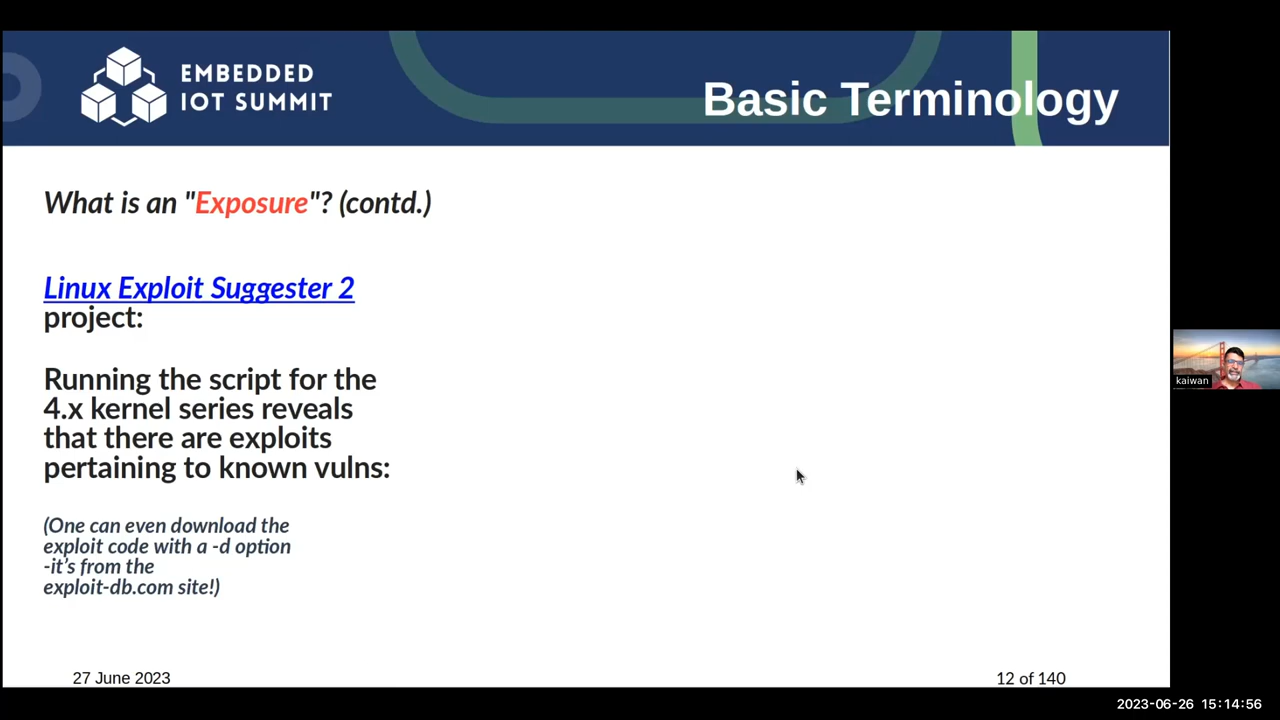 EMBEDDED
IOT SUMMIT
Basic Terminology
What is an "Exposure"? (contd.)
Linux Exploit Suggester 2
project:
Running the script for the
4.x kernel series reveals
that there are exploits
pertaining to known vulns:
(One can even download the
exploit code with a -d option
-it’s from the
exploit-db.com site!)
kaiwan
27 June 2023
12 of 140
2023-06-26 15:14:56